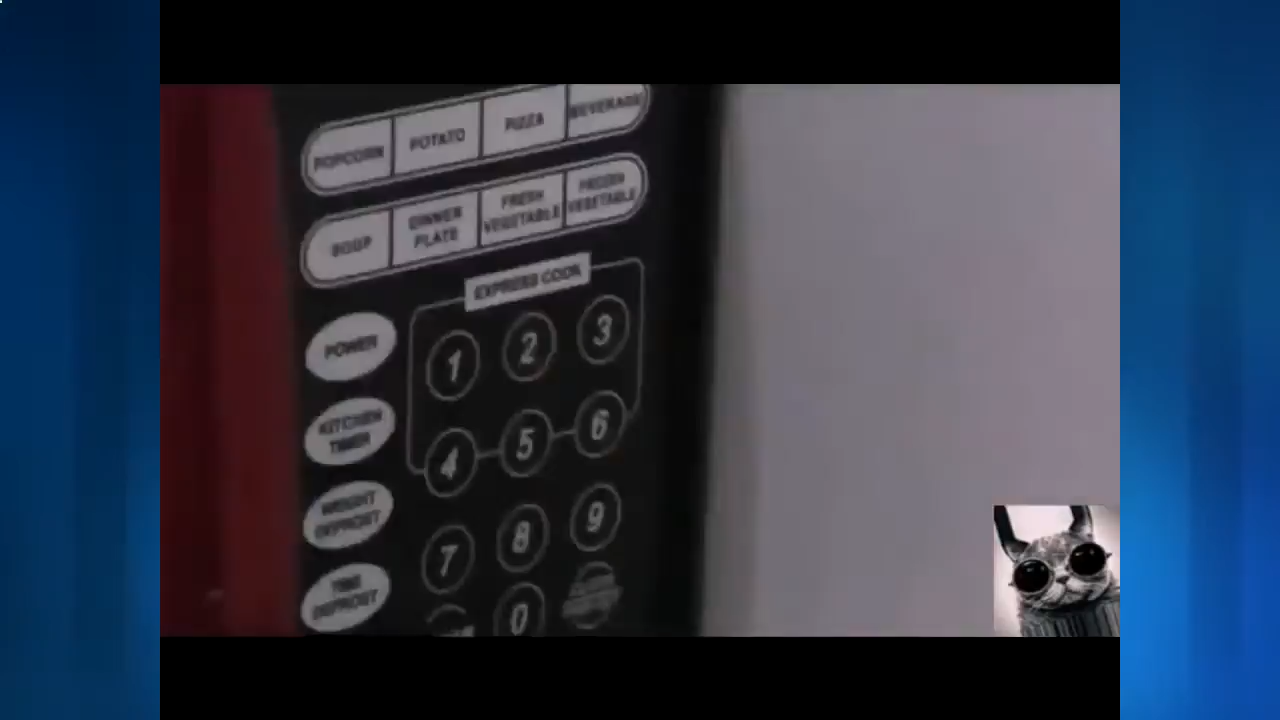 POPCORN POTATO PIZZA BEVERAGE
SOUP DINNER PLATE FRESH VEGETABLE FROZEN VEGETABLE
EXPRESS COOK
POWER
1 2 3
KITCHEN TIMER
4 5 6
WEIGHT DEFROST
7 8 9
TIME DEFROST
0